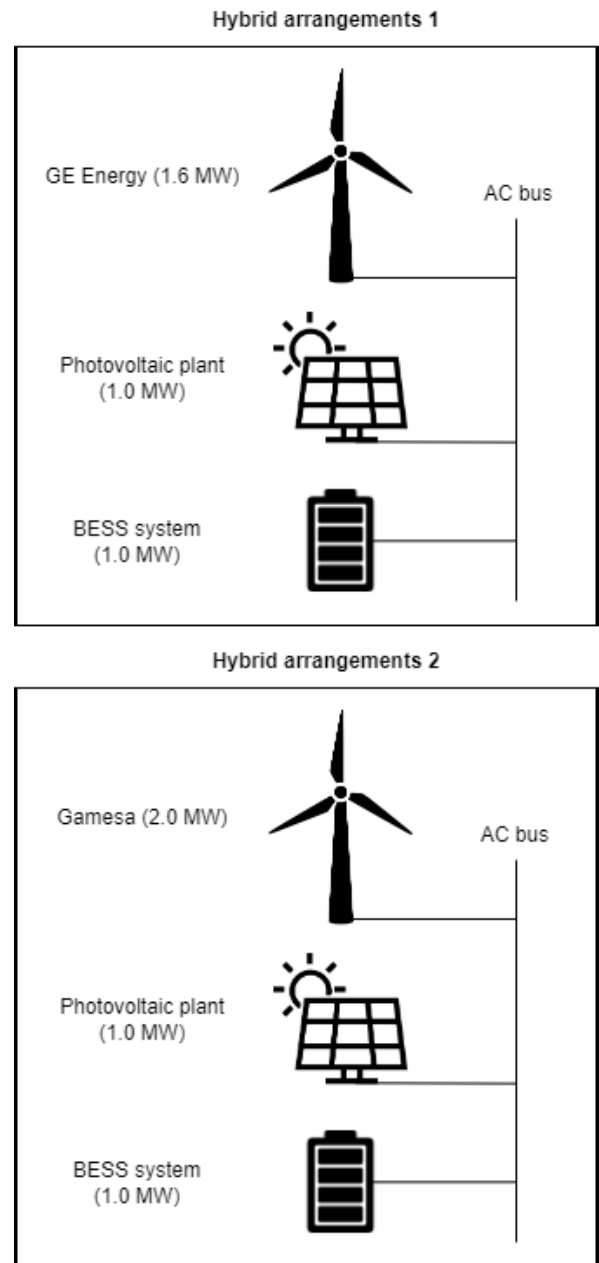 Hybrid arrangements 1
GE Energy (1.6 MW)
AC bus
Photovoltaic plant
(1.0 MW)
BESS system
(1.0 MW)
Hybrid arrangements 2
Gamesa (2.0 MW)
AC bus
Photovoltaic plant
(1.0 MW)
BESS system
(1.0 MW)